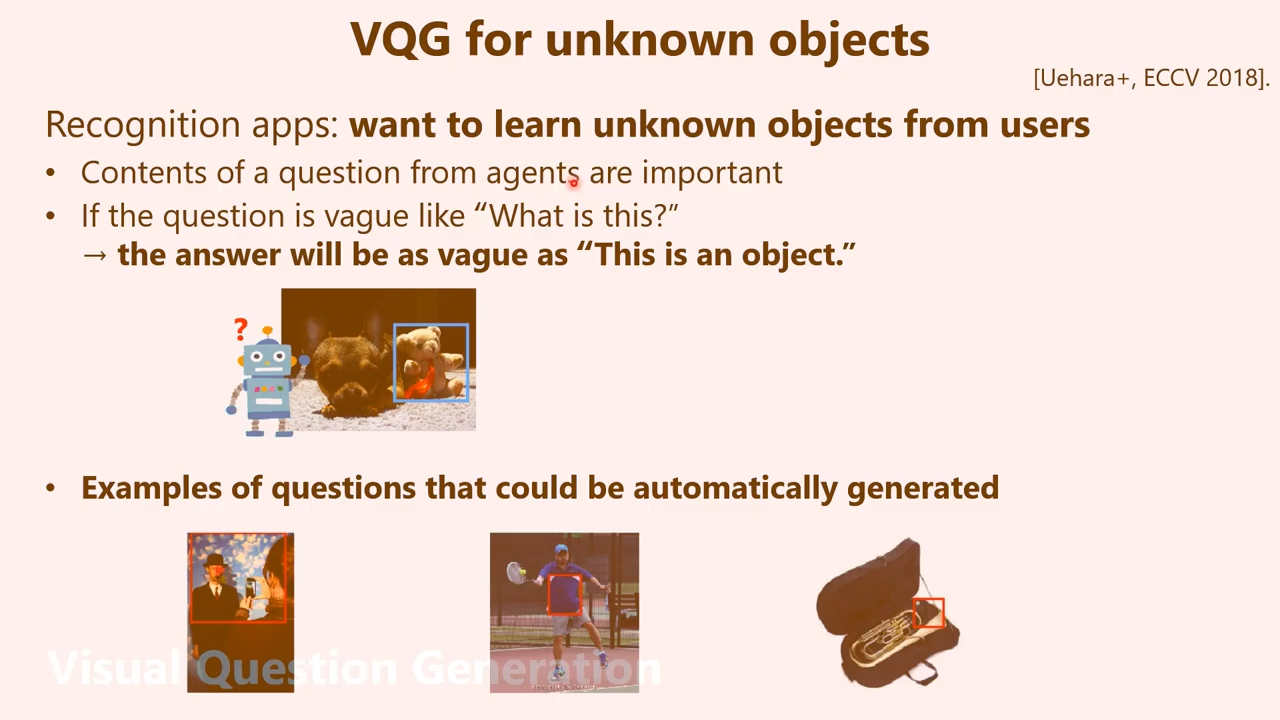 VQG for unknown objects
[Uehara+, ECCV 2018].
Recognition apps: want to learn unknown objects from users
• Contents of a question from agents are important
• If the question is vague like “What is this?”
→ the answer will be as vague as “This is an object.”
?
• Examples of questions that could be automatically generated
Visual Question Generation